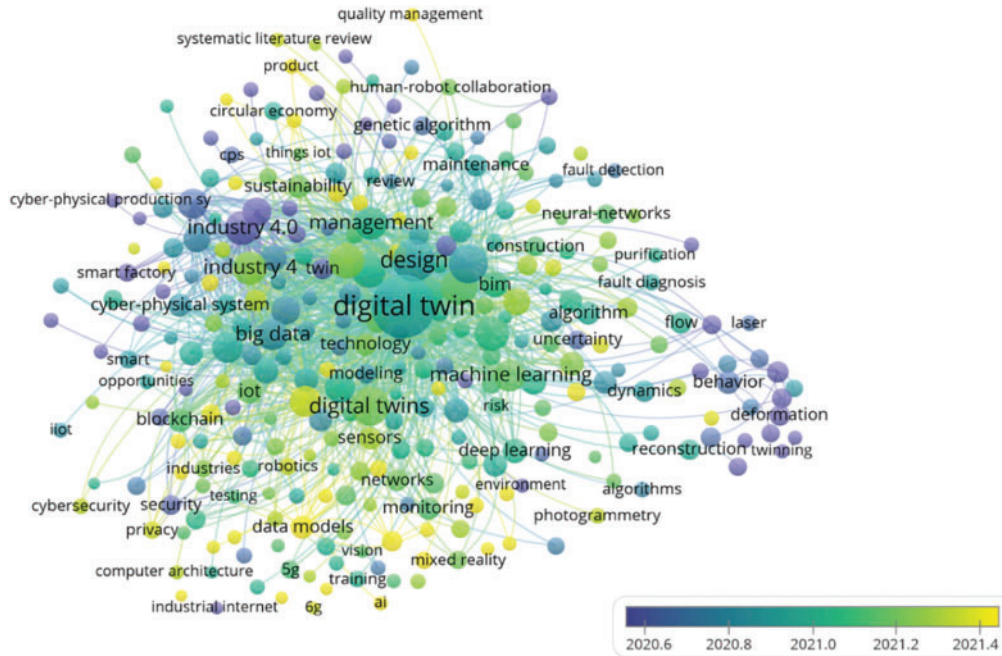 quality management
systematic literature review
product
human-robot collaboration
circular economy
genetic algorithm
cps
things iot
maintenance
fault detection
sustainability
review
cyber-physical production sy
management
neural-networks
industry 4.0
construction
design
purification
smart factory
industry 4
twin
bim
fault diagnosis
cyber-physical system
digital twin
algorithm
flow
laser
big data
technology
uncertainty
smart
modeling
machine learning
dynamics
behavior
opportunities
iot
digital twins
risk
deformation
blockchain
iiot
sensors
deep learning
reconstruction
twinning
industries
robotics
networks
environment
algorithms
cybersecurity
security
testing
monitoring
photogrammetry
privacy
data models
vision
mixed reality
computer architecture
5g
training
industrial internet
6g
ai
2020.6
2020.8
2021.0
2021.2
2021.4